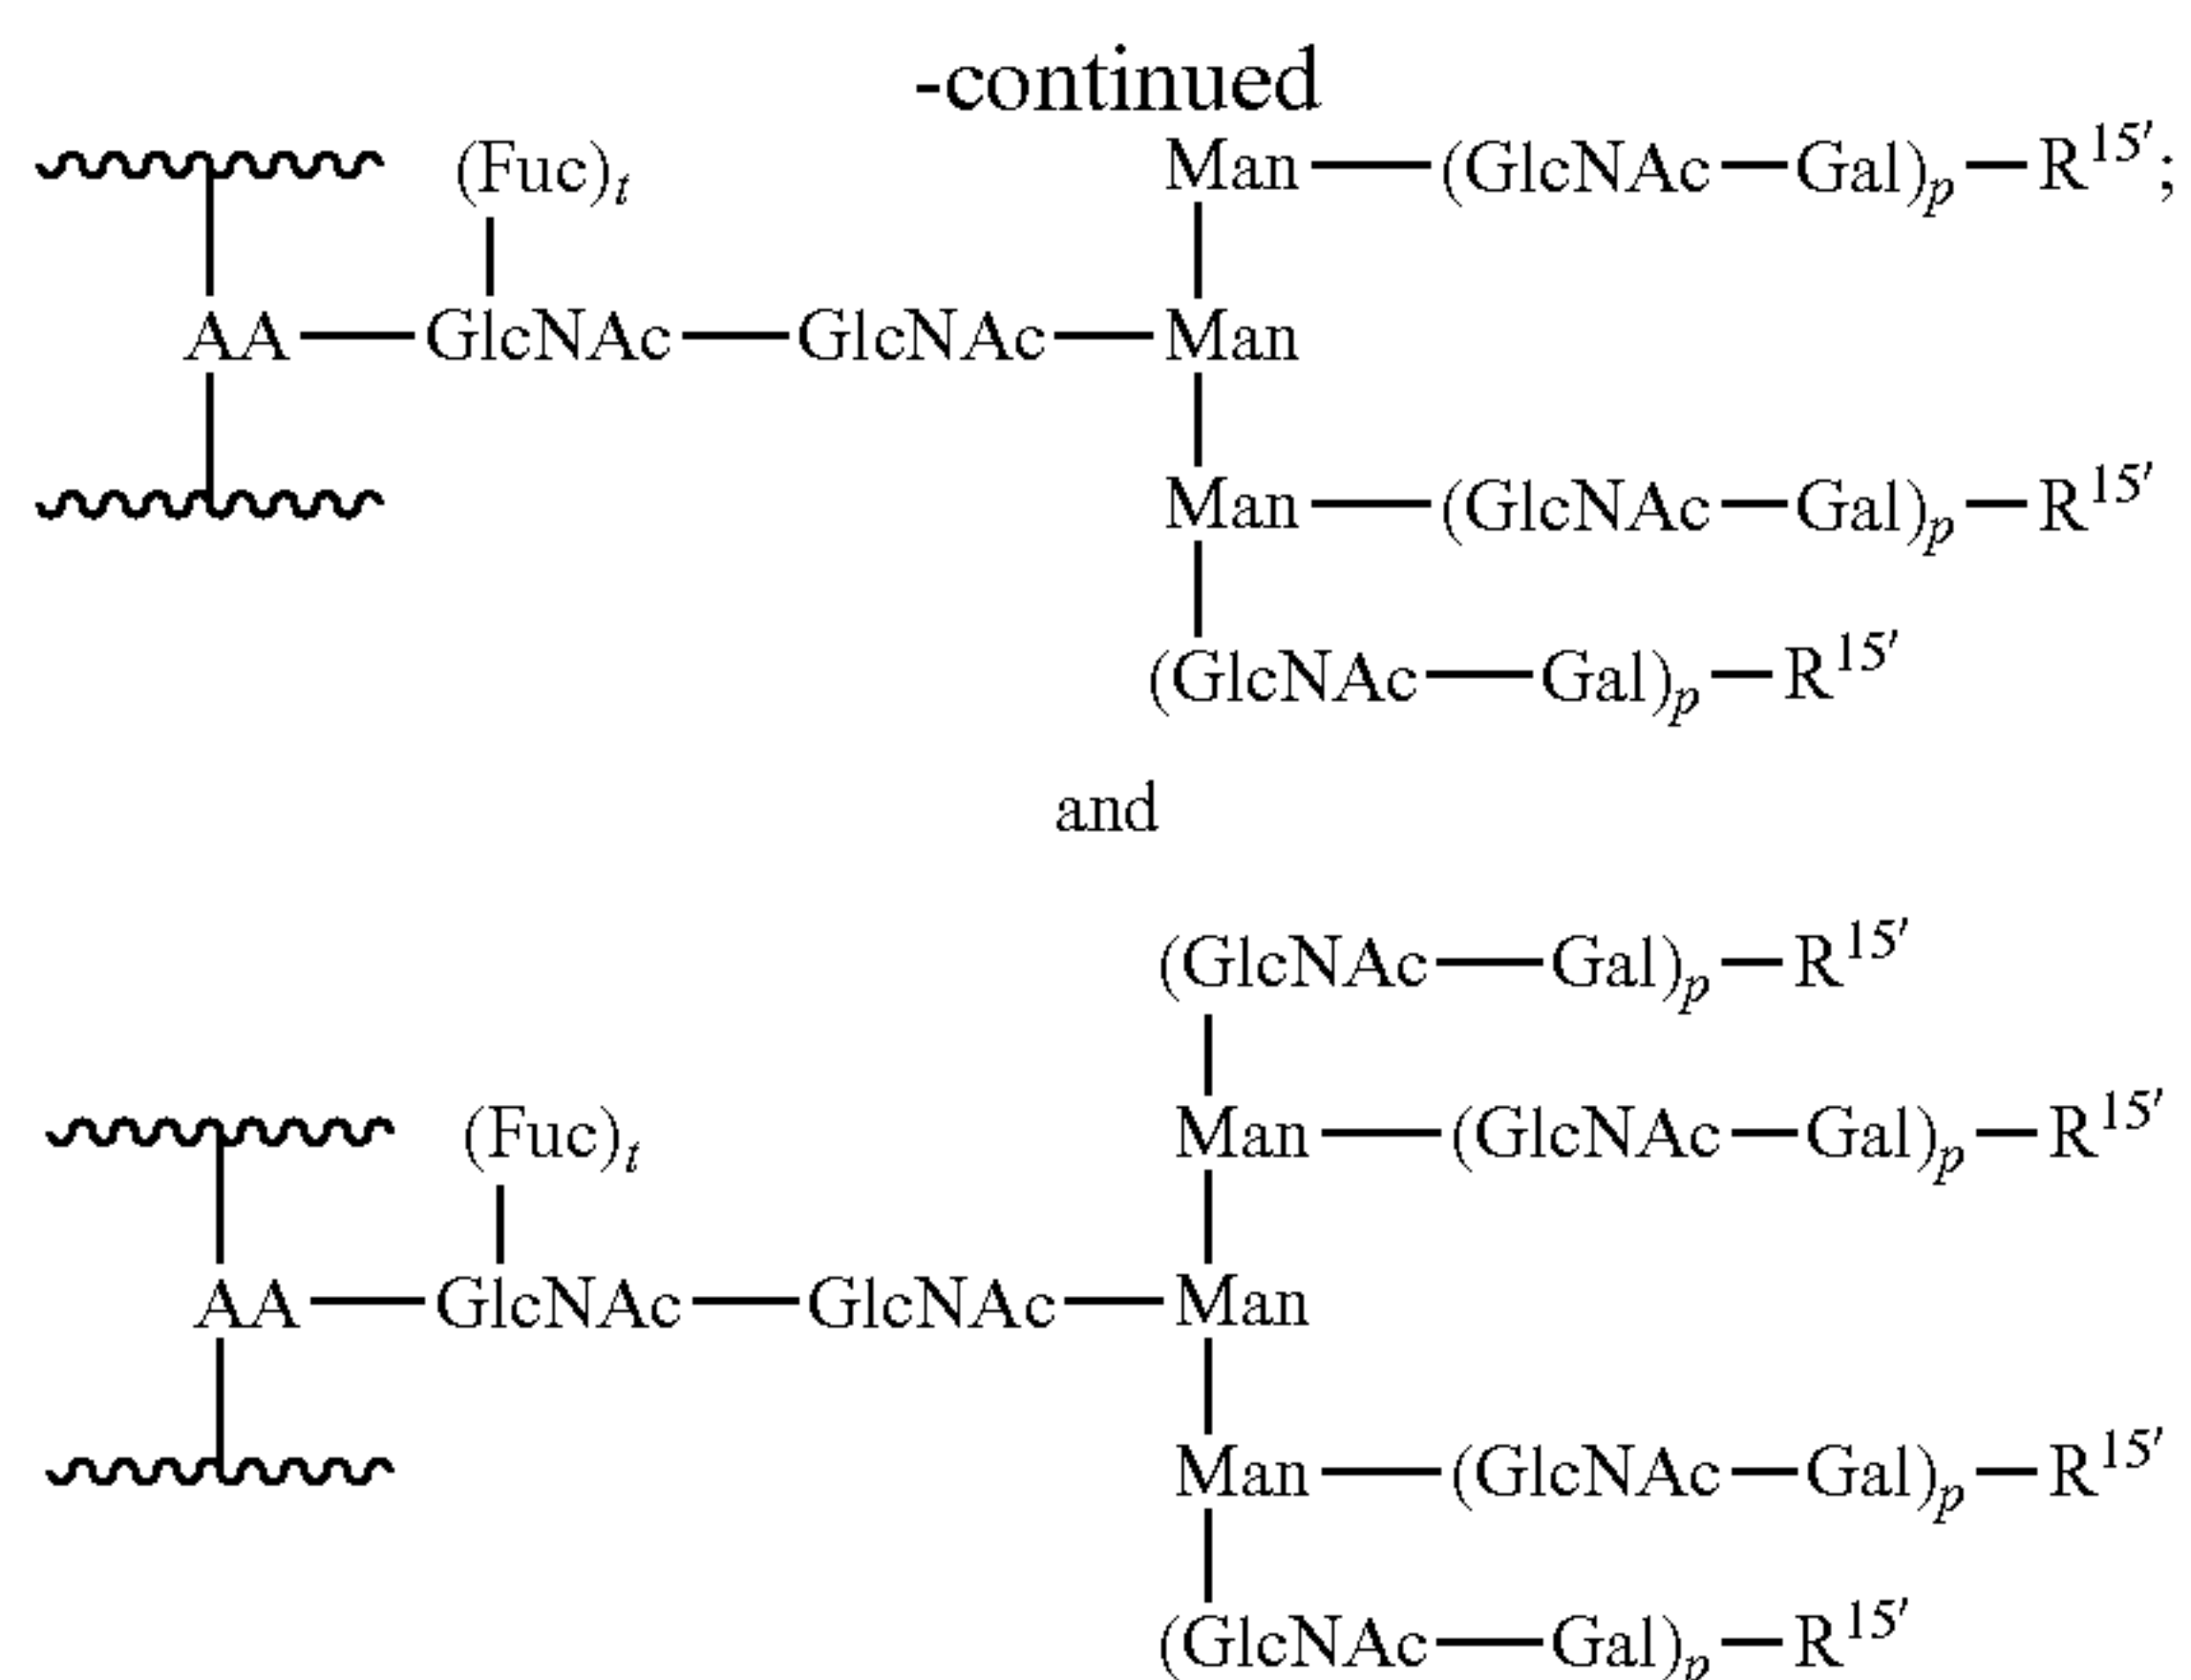 -continued
(Fuc)t Man—(GlcNAc—Gal)p—R15';
AA—GlcNAc—GlcNAc—Man
Man—(GlcNAc—Gal)p—R15'
(GlcNAc—Gal)p—R15'
and
(GlcNAc—Gal)p—R15'
(Fuc)t Man—(GlcNAc—Gal)p—R15'
AA—GlcNAc—GlcNAc—Man
Man—(GlcNAc—Gal)p—R15'
(GlcNAc—Gal)p—R15'